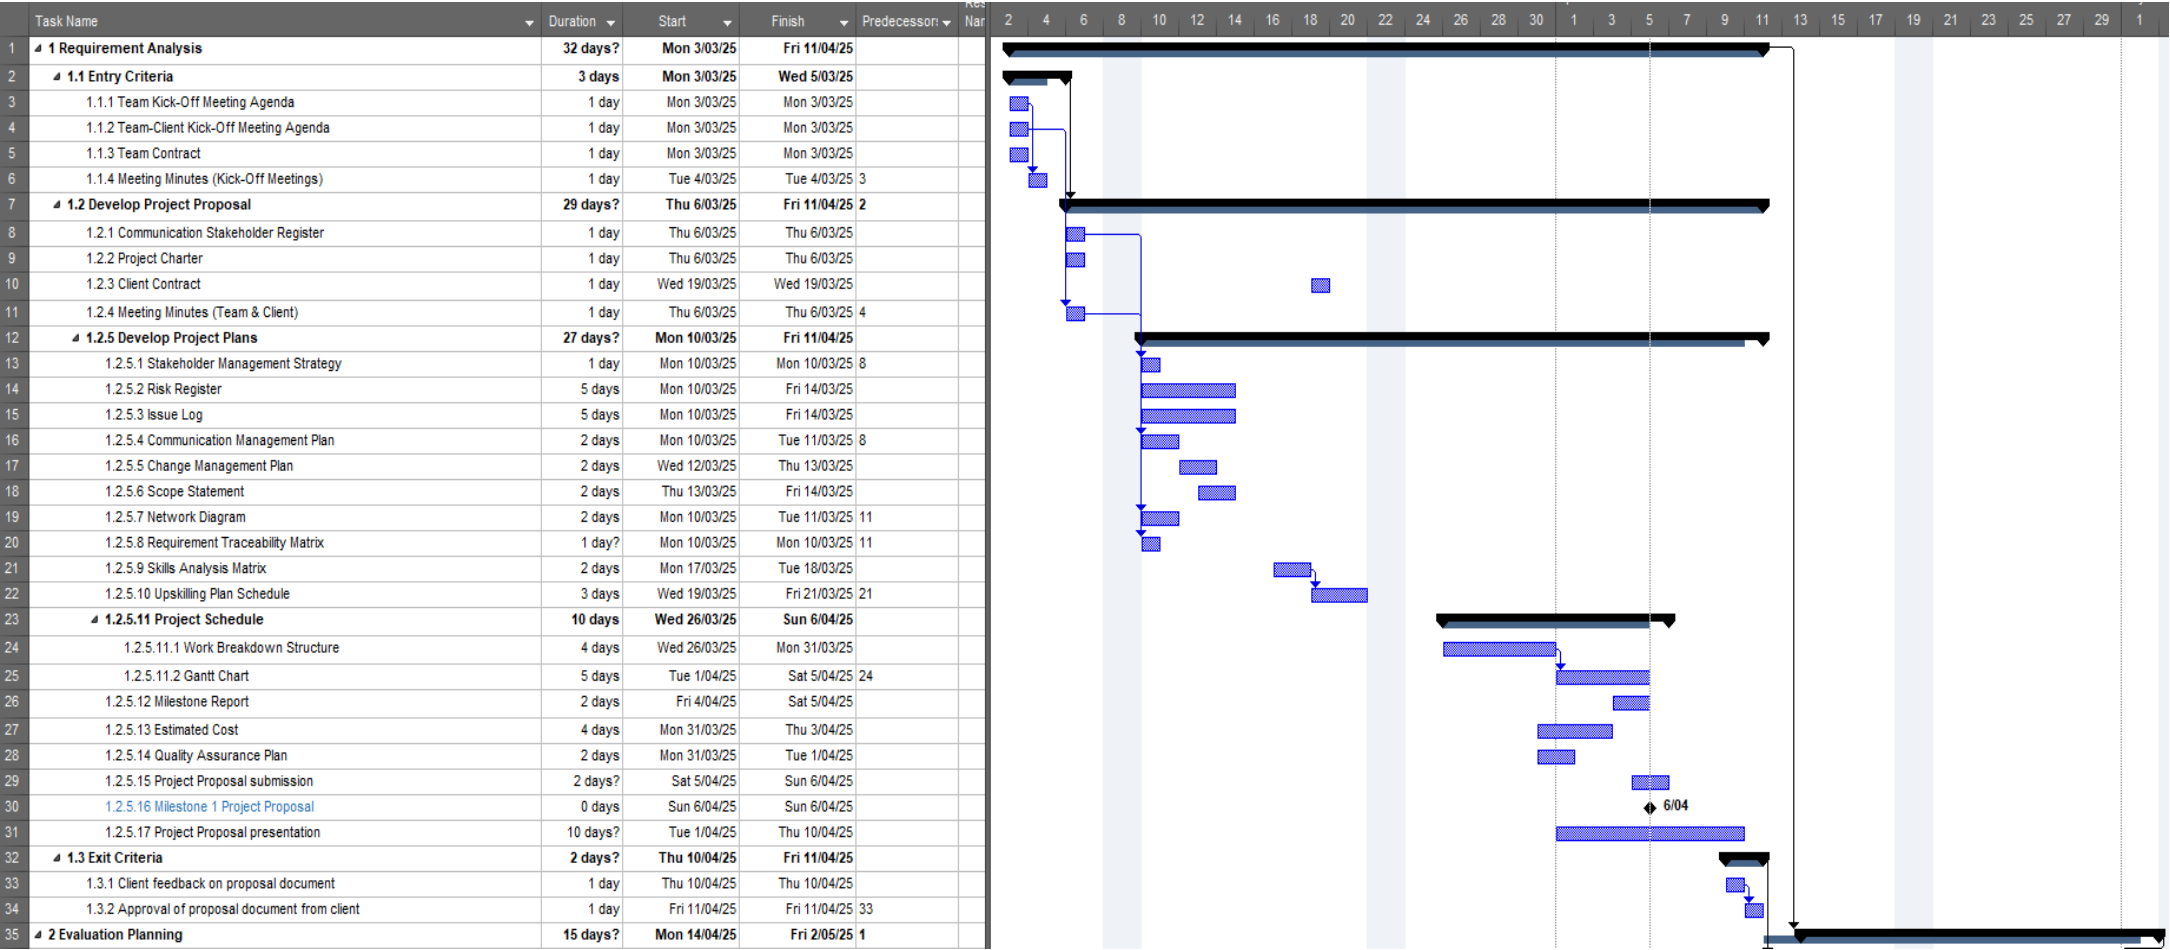 Task Name Duration Start Finish Predecessors
2 4 6 8 10 12 14 16 18 20 22 24 26 28 30 1 3 5 7 9 11 13 15 17 19 21 23 25 27 29 1
1 1 Requirement Analysis 32 days? Mon 3/03/25 Fri 11/04/25
2 1.1 Entry Criteria 3 days Mon 3/03/25 Wed 5/03/25
3 1.1.1 Team Kick-Off Meeting Agenda 1 day Mon 3/03/25 Mon 3/03/25
4 1.1.2 Team-Client Kick-Off Meeting Agenda 1 day Mon 3/03/25 Mon 3/03/25
5 1.1.3 Team Contract 1 day Mon 3/03/25 Mon 3/03/25
6 1.1.4 Meeting Minutes (Kick-Off Meetings) 1 day Tue 4/03/25 Tue 4/03/25 3
7 1.2 Develop Project Proposal 29 days? Thu 6/03/25 Fri 11/04/25 2
8 1.2.1 Communication Stakeholder Register 1 day Thu 6/03/25 Thu 6/03/25
9 1.2.2 Project Charter 1 day Thu 6/03/25 Thu 6/03/25
10 1.2.3 Client Contract 1 day Wed 19/03/25 Wed 19/03/25
11 1.2.4 Meeting Minutes (Team & Client) 1 day Thu 6/03/25 Thu 6/03/25 4
12 1.2.5 Develop Project Plans 27 days? Mon 10/03/25 Fri 11/04/25
13 1.2.5.1 Stakeholder Management Strategy 1 day Mon 10/03/25 Mon 10/03/25 8
14 1.2.5.2 Risk Register 5 days Mon 10/03/25 Fri 14/03/25
15 1.2.5.3 Issue Log 5 days Mon 10/03/25 Fri 14/03/25
16 1.2.5.4 Communication Management Plan 2 days Mon 10/03/25 Tue 11/03/25 8
17 1.2.5.5 Change Management Plan 2 days Wed 12/03/25 Thu 13/03/25
18 1.2.5.6 Scope Statement 2 days Thu 13/03/25 Fri 14/03/25
19 1.2.5.7 Network Diagram 2 days Mon 10/03/25 Tue 11/03/25 11
20 1.2.5.8 Requirement Traceability Matrix 1 day? Mon 10/03/25 Mon 10/03/25 11
21 1.2.5.9 Skills Analysis Matrix 2 days Mon 17/03/25 Tue 18/03/25
22 1.2.5.10 Upskilling Plan Schedule 3 days Wed 19/03/25 Fri 21/03/25 21
23 1.2.5.11 Project Schedule 10 days Wed 26/03/25 Sun 6/04/25
24 1.2.5.11.1 Work Breakdown Structure 4 days Wed 26/03/25 Mon 31/03/25
25 1.2.5.11.2 Gantt Chart 5 days Tue 1/04/25 Sat 5/04/25 24
26 1.2.5.12 Milestone Report 2 days Fri 4/04/25 Sat 5/04/25
27 1.2.5.13 Estimated Cost 4 days Mon 31/03/25 Thu 3/04/25
28 1.2.5.14 Quality Assurance Plan 2 days Mon 31/03/25 Tue 1/04/25
29 1.2.5.15 Project Proposal submission 2 days? Sat 5/04/25 Sun 6/04/25
30 1.2.5.16 Milestone 1 Project Proposal 0 days Sun 6/04/25 Sun 6/04/25 6/04
31 1.2.5.17 Project Proposal presentation 10 days? Tue 1/04/25 Thu 10/04/25
32 1.3 Exit Criteria 2 days? Thu 10/04/25 Fri 11/04/25
33 1.3.1 Client feedback on proposal document 1 day Thu 10/04/25 Thu 10/04/25
34 1.3.2 Approval of proposal document from client 1 day Fri 11/04/25 Fri 11/04/25 33
35 2 Evaluation Planning 15 days? Mon 14/04/25 Fri 2/05/25 1